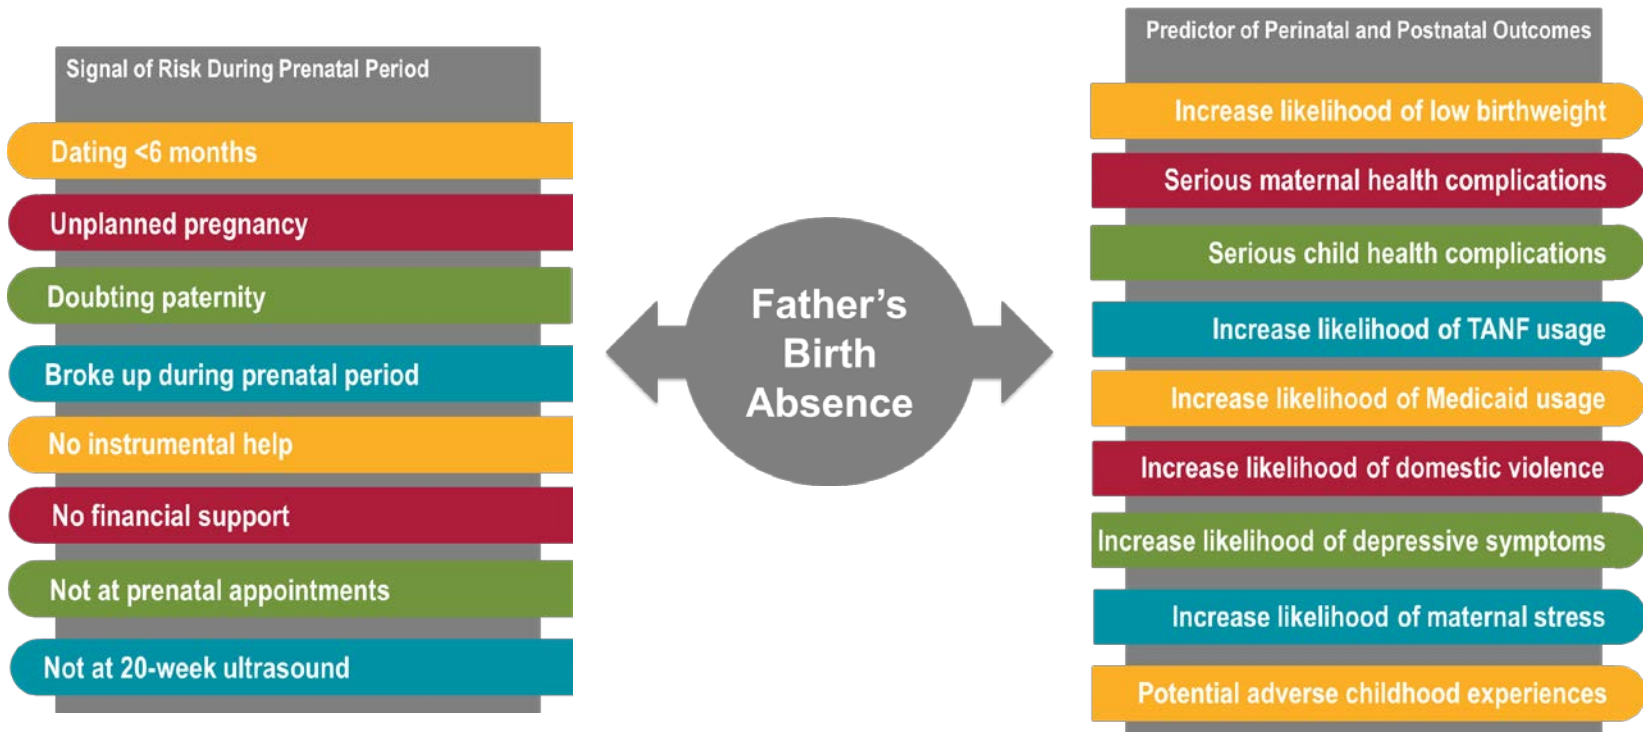 Signal of Risk During Prenatal Period
Dating <6 months
Unplanned pregnancy
Doubting paternity
Broke up during prenatal period
No instrumental help
No financial support
Not at prenatal appointments
Not at 20-week ultrasound
Father's
Birth
Absence
Predictor of Perinatal and Postnatal Outcomes
Increase likelihood of low birthweight
Serious maternal health complications
Serious child health complications
Increase likelihood of TANF usage
Increase likelihood of Medicaid usage
Increase likelihood of domestic violence
Increase likelihood of depressive symptoms
Increase likelihood of maternal stress
Potential adverse childhood experiences